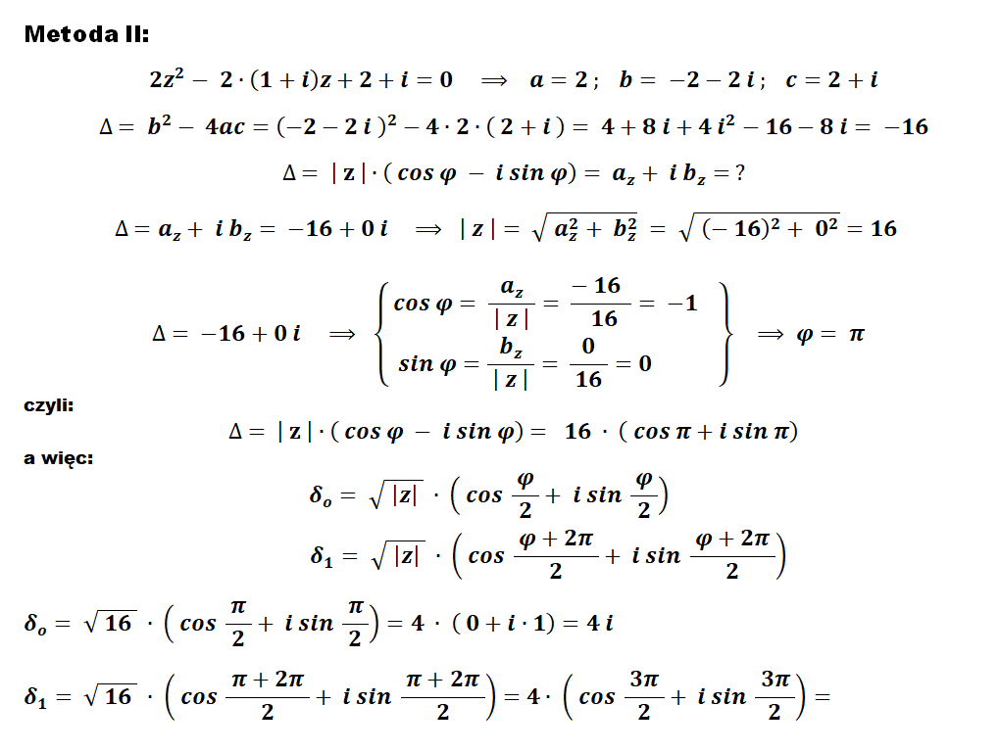 Metoda II:
2z² − 2·(1 + i)z + 2 + i = 0 ⟹ a = 2 ; b = −2 − 2 i ; c = 2 + i
Δ = b² − 4ac = (−2 − 2 i )² − 4 · 2 · ( 2 + i ) = 4 + 8 i + 4 i² − 16 − 8 i = −16
Δ = | z | · ( cos φ − i sin φ) = a_z + i b_z = ?
Δ = a_z + i b_z = −16 + 0 i ⟹ | z | = √(a_z² + b_z²) = √((− 16)² + 0²) = 16
Δ = −16 + 0 i ⟹ { cos φ = a_z / | z | = − 16 / 16 = −1
sin φ = b_z / | z | = 0 / 16 = 0 } ⟹ φ = π
czyli:
Δ = | z | · ( cos φ − i sin φ) = 16 · ( cos π + i sin π)
a więc:
δₒ = √|z| · ( cos φ/2 + i sin φ/2 )
δ₁ = √|z| · ( cos (φ + 2π)/2 + i sin (φ + 2π)/2 )
δₒ = √16 · ( cos π/2 + i sin π/2 ) = 4 · ( 0 + i · 1) = 4 i
δ₁ = √16 · ( cos (π + 2π)/2 + i sin (π + 2π)/2 ) = 4 · ( cos 3π/2 + i sin 3π/2 ) =